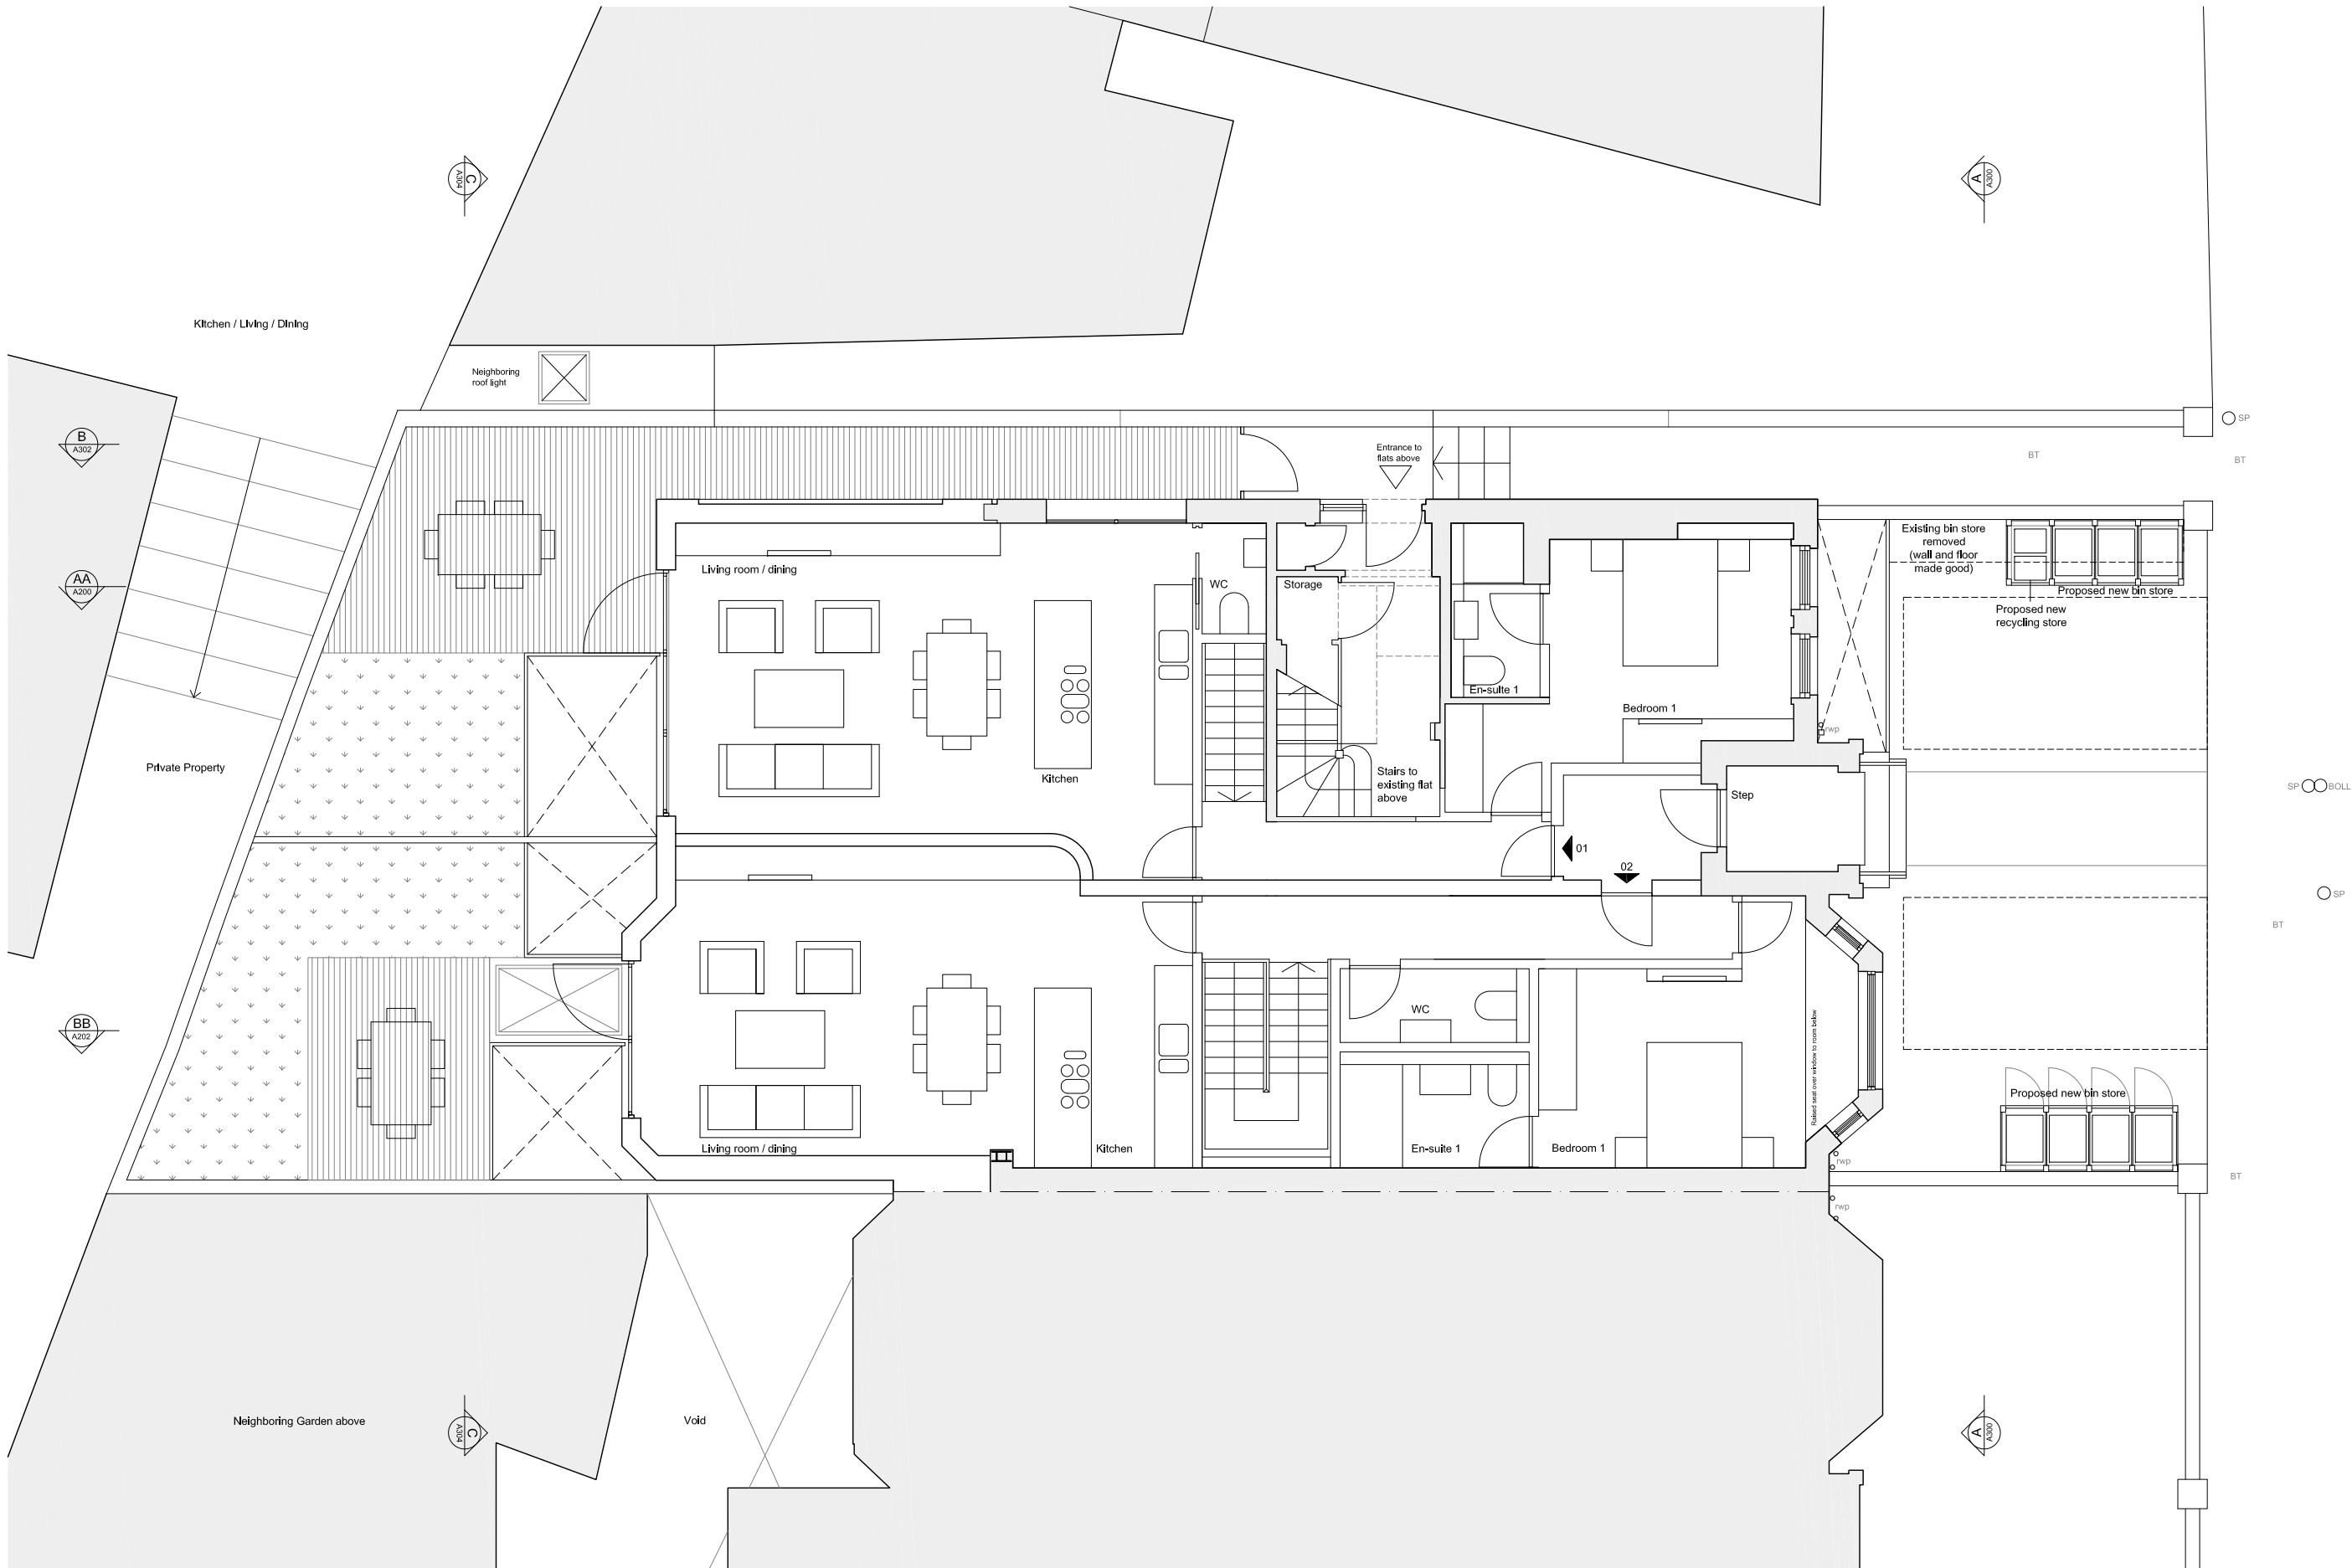 C
A304
A
A300
Kitchen / Living / Dining
Neighboring
roof light
B
A302
SP
BT
BT
Entrance to
flats above
Existing bin store
removed
(wall and floor
made good)
Living room / dining
WC
Storage
AA
A200
Proposed new bin store
Proposed new
recycling store
En-suite 1
Bedroom 1
rwp
Private Property
Kitchen
Stairs to
existing flat
above
Step
SP
BOLL
01
02
SP
BT
BB
A202
WC
Raised seat over window to room below
Proposed new bin store
Living room / dining
Kitchen
En-suite 1
Bedroom 1
rwp
BT
rwp
Neighboring Garden above
Void
C
A304
A
A300